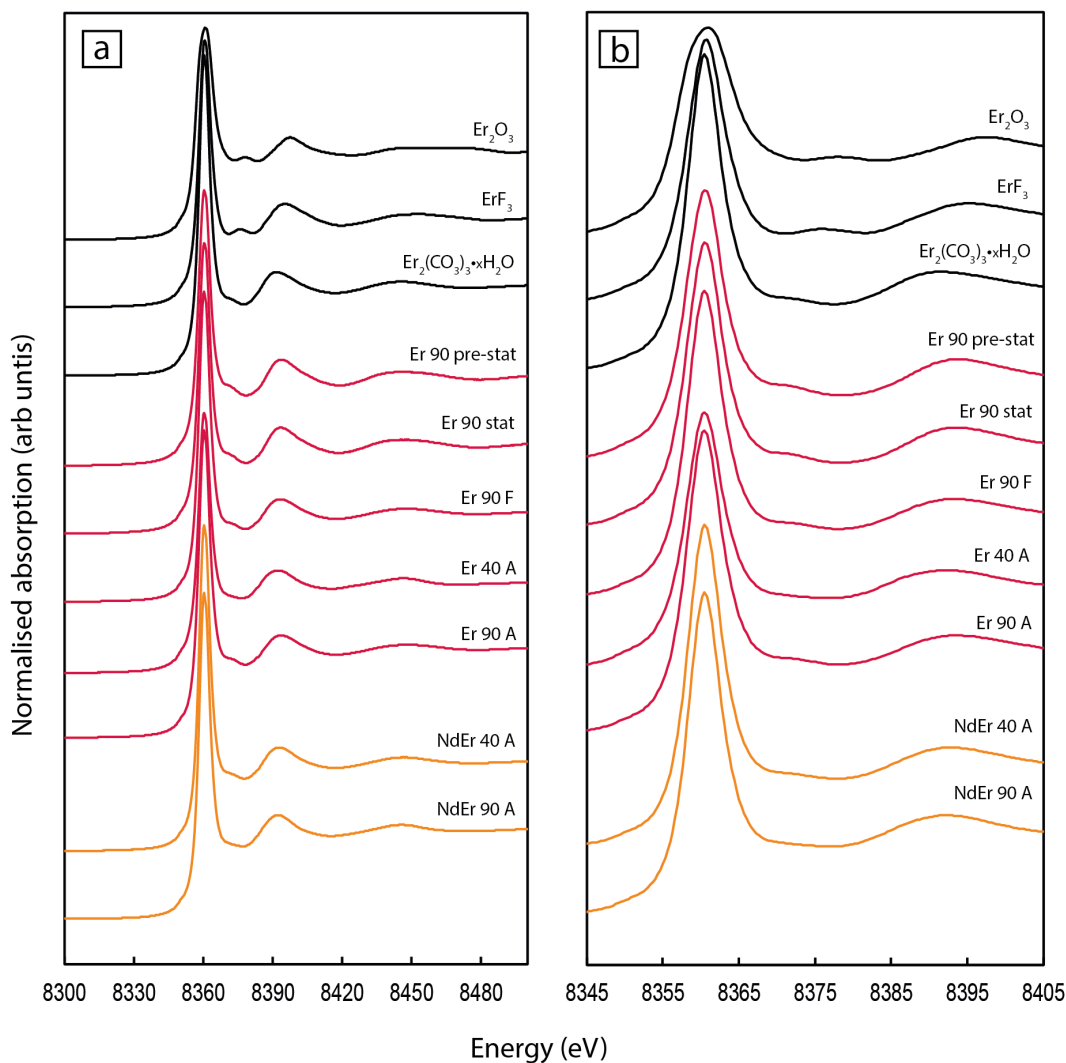 a
Er₂O₃
ErF₃
Er₂(CO₃)₃•xH₂O
Er 90 pre-stat
Er 90 stat
Er 90 F
Er 40 A
Er 90 A
NdEr 40 A
NdEr 90 A
b
Er₂O₃
ErF₃
Er₂(CO₃)₃•xH₂O
Er 90 pre-stat
Er 90 stat
Er 90 F
Er 40 A
Er 90 A
NdEr 40 A
NdEr 90 A
Normalised absorption (arb untis)
8300 8330 8360 8390 8420 8450 8480
8345 8355 8365 8375 8385 8395 8405
Energy (eV)